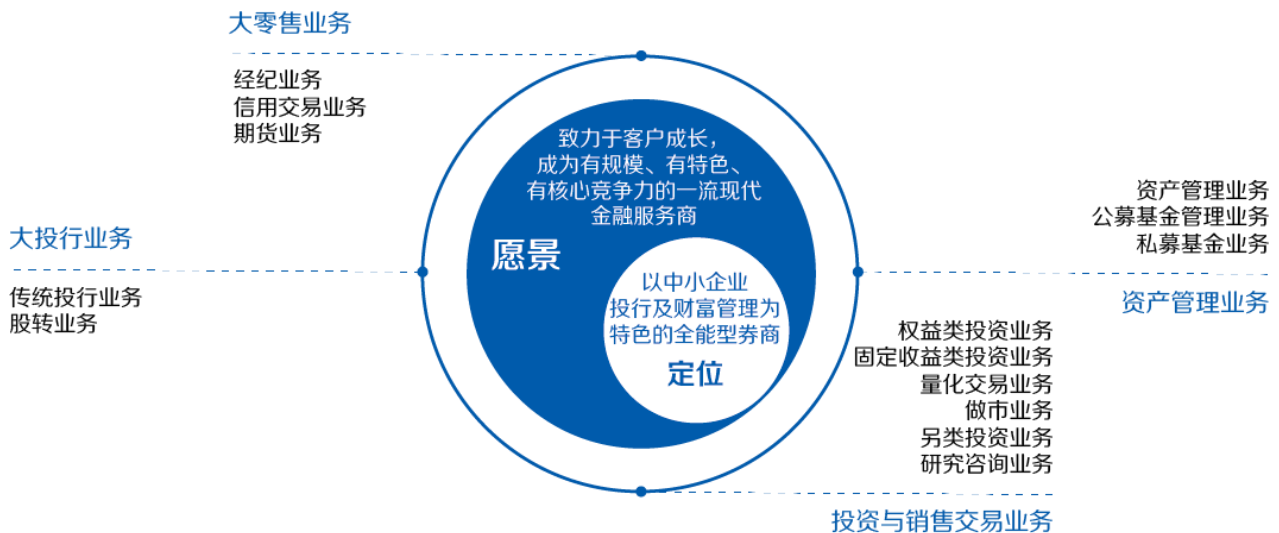 大零售业务
经纪业务
信用交易业务
期货业务
大投行业务
传统投行业务
股转业务
致力于客户成长，
成为有规模、有特色、
有核心竞争力的一流现代
金融服务商
愿景
以中小企业
投行及财富管理为
特色的全能型券商
定位
资产管理业务
公募基金管理业务
私募基金业务
资产管理业务
权益类投资业务
固定收益类投资业务
量化交易业务
做市业务
另类投资业务
研究咨询业务
投资与销售交易业务